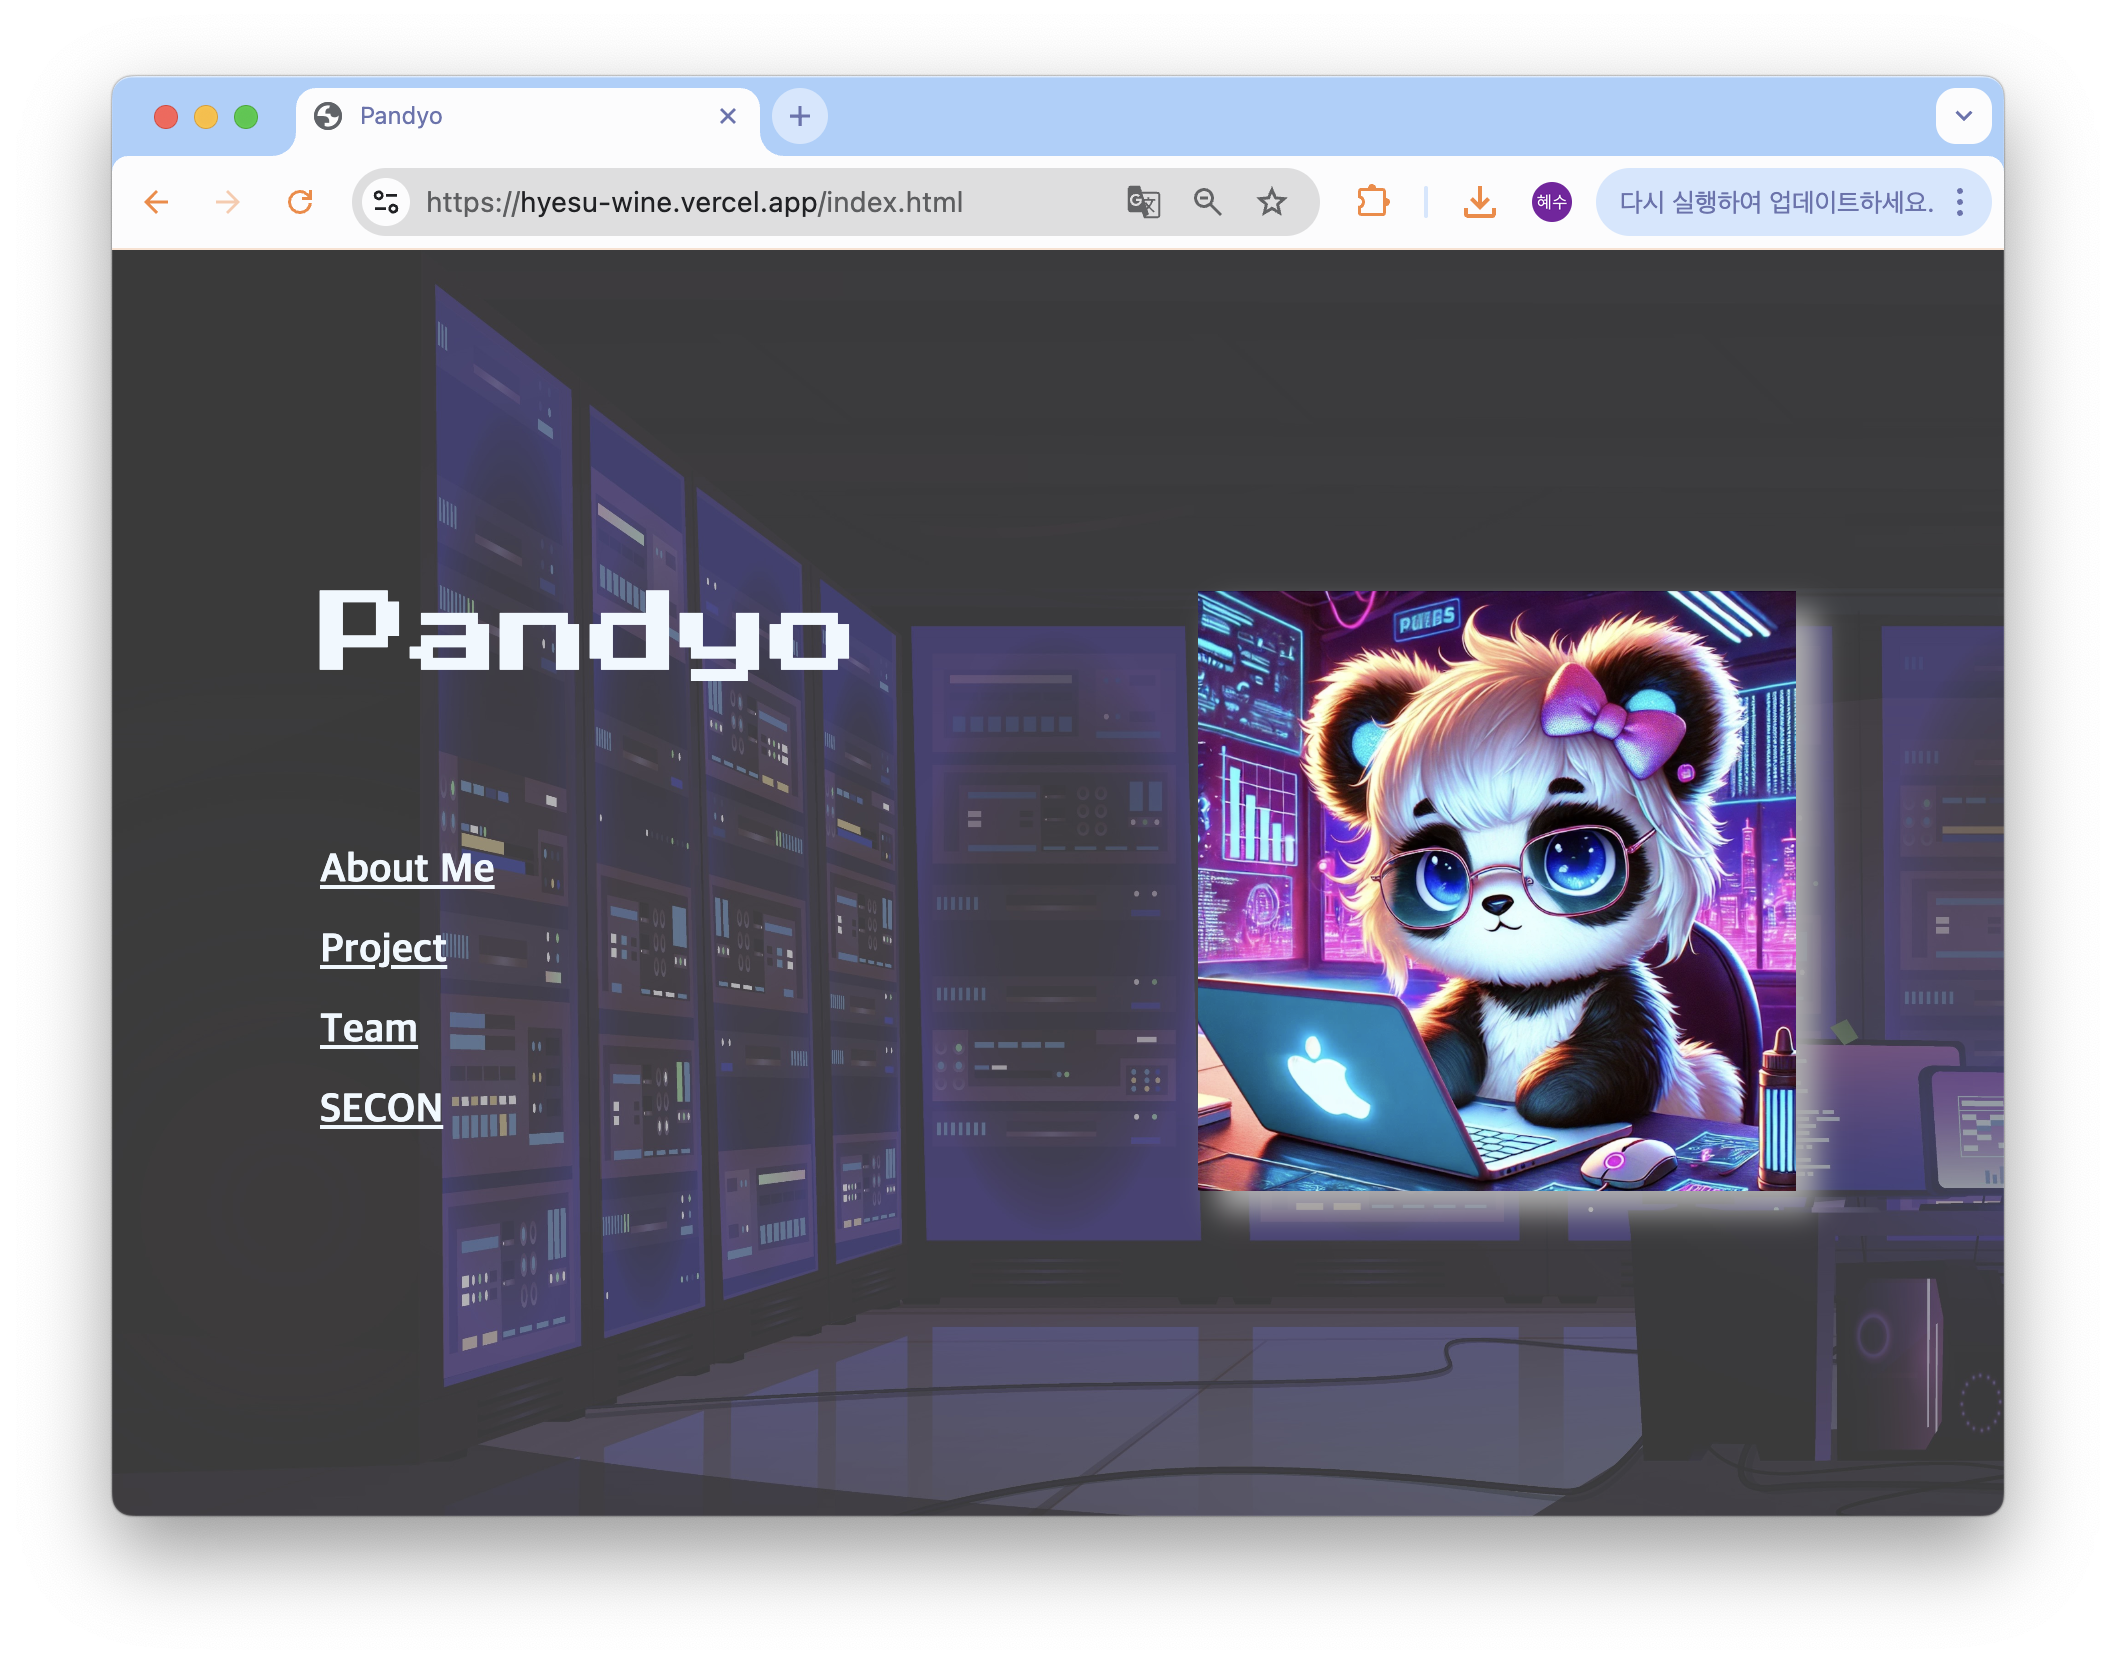 Pandyo
https://hyesu-wine.vercel.app/index.html
혜수
다시 실행하여 업데이트하세요.
Pandyo
About Me
Project
Team
SECON